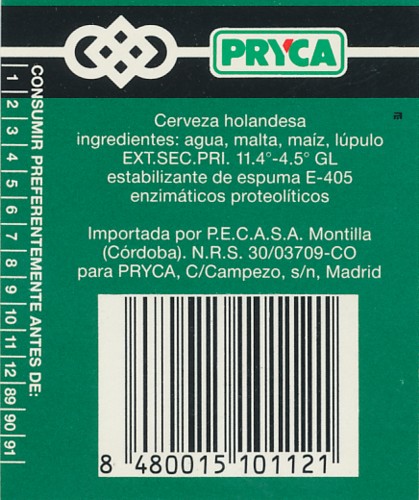 PRYCA
Cerveza holandesa
ingredientes: agua, malta, maíz, lúpulo
EXT.SEC.PRI. 11.4°-4.5° GL
estabilizante de espuma E-405
enzimáticos proteolíticos
Importada por P.E.C.A.S.A. Montilla
(Córdoba). N.R.S. 30/03709-CO
para PRYCA, C/Campezo, s/n, Madrid
8 480015 101121
CONSUMIR PREFERENTEMENTE ANTES DE:
1 2 3 4 5 6 7 8 9 10 11 12 89 90 91